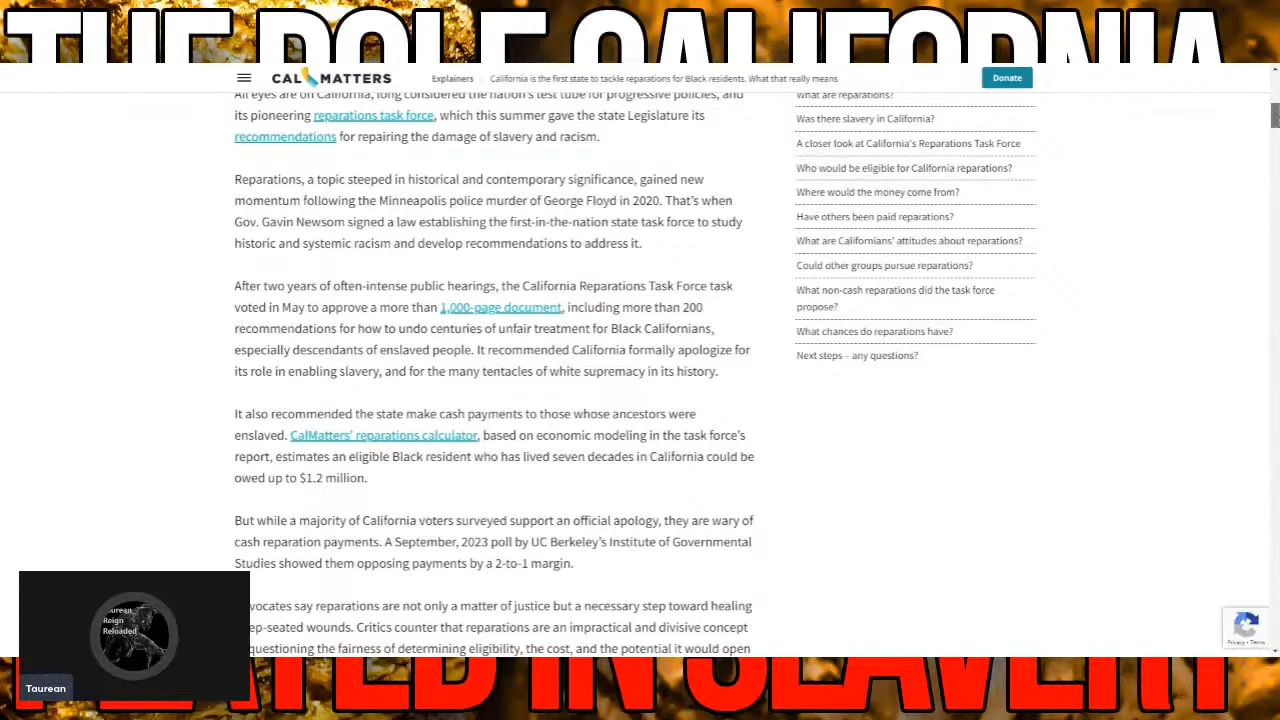 THE ROLE CALIFORNIA
CALMATTERS
Explainers
California is the first state to tackle reparations for Black residents. What that really means
Donate
All eyes are on California, long considered the nation's test tube for progressive policies, and
its pioneering reparations task force, which this summer gave the state Legislature its
recommendations for repairing the damage of slavery and racism.
Reparations, a topic steeped in historical and contemporary significance, gained new
momentum following the Minneapolis police murder of George Floyd in 2020. That's when
Gov. Gavin Newsom signed a law establishing the first-in-the-nation state task force to study
historic and systemic racism and develop recommendations to address it.
After two years of often-intense public hearings, the California Reparations Task Force task
voted in May to approve a more than 1,000-page document, including more than 200
recommendations for how to undo centuries of unfair treatment for Black Californians,
especially descendants of enslaved people. It recommended California formally apologize for
its role in enabling slavery, and for the many tentacles of white supremacy in its history.
It also recommended the state make cash payments to those whose ancestors were
enslaved. CalMatters' reparations calculator, based on economic modeling in the task force's
report, estimates an eligible Black resident who has lived seven decades in California could be
owed up to $1.2 million.
But while a majority of California voters surveyed support an official apology, they are wary of
cash reparation payments. A September, 2023 poll by UC Berkeley's Institute of Governmental
Studies showed them opposing payments by a 2-to-1 margin.
vocates say reparations are not only a matter of justice but a necessary step toward healing
ep-seated wounds. Critics counter that reparations are an impractical and divisive concept
questioning the fairness of determining eligibility, the cost, and the potential it would open
What are reparations?
Was there slavery in California?
A closer look at California's Reparations Task Force
Who would be eligible for California reparations?
Where would the money come from?
Have others been paid reparations?
What are Californians' attitudes about reparations?
Could other groups pursue reparations?
What non-cash reparations did the task force
propose?
What chances do reparations have?
Next steps – any questions?
Privacy - Terms
Taurean
Reign
Reloaded
Taurean
IN SLAVERY